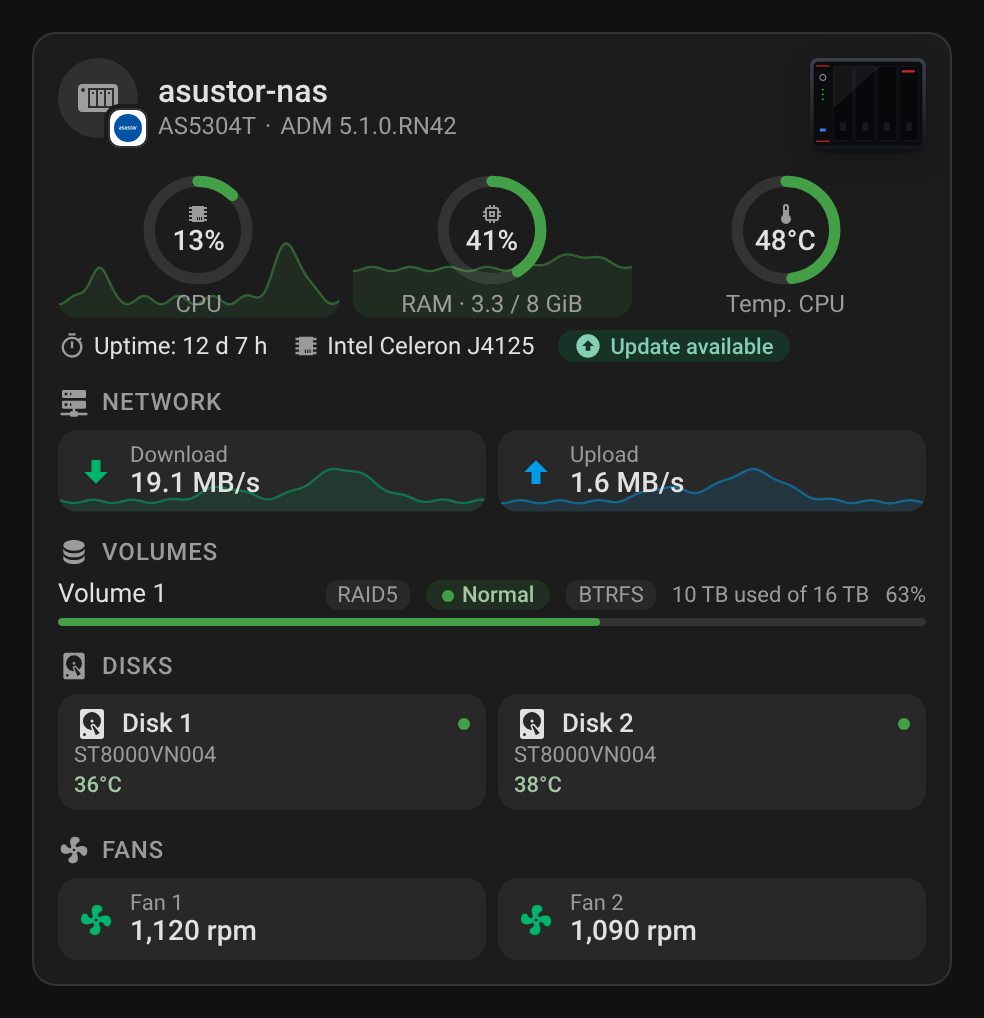 asustor-nas
asustor
AS5304T · ADM 5.1.0.RN42
13%
CPU
41%
RAM · 3.3 / 8 GiB
48°C
Temp. CPU
Uptime: 12 d 7 h
Intel Celeron J4125
Update available
NETWORK
Download
19.1 MB/s
Upload
1.6 MB/s
VOLUMES
Volume 1 RAID5 Normal BTRFS 10 TB used of 16 TB 63%
DISKS
Disk 1
ST8000VN004
36°C
Disk 2
ST8000VN004
38°C
FANS
Fan 1
1,120 rpm
Fan 2
1,090 rpm